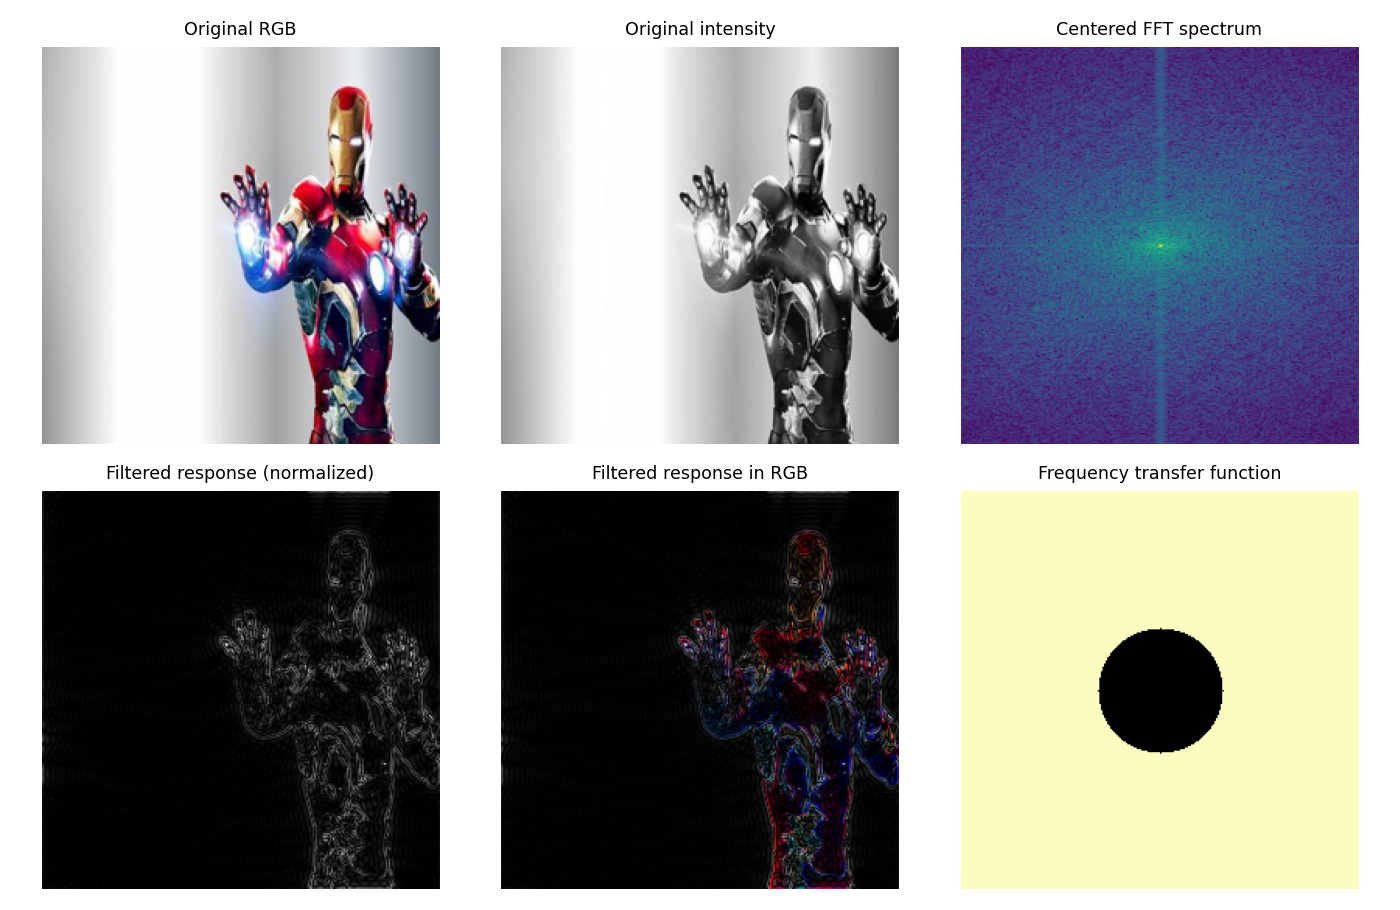 Original RGB
Original intensity
Centered FFT spectrum
Filtered response (normalized)
Filtered response in RGB
Frequency transfer function